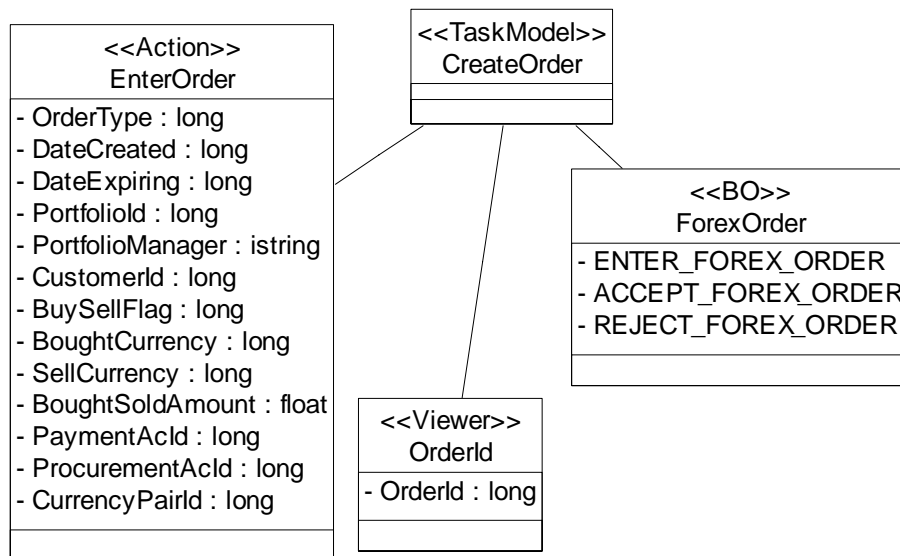 <<Action>>
EnterOrder
- OrderType : long
- DateCreated : long
- DateExpiring : long
- PortfolioId : long
- PortfolioManager : istring
- CustomerId : long
- BuySellFlag : long
- BoughtCurrency : long
- SellCurrency : long
- BoughtSoldAmount : float
- PaymentAcId : long
- ProcurementAcId : long
- CurrencyPairId : long
<<TaskModel>>
CreateOrder
<<Viewer>>
OrderId
- OrderId : long
<<BO>>
ForexOrder
- ENTER_FOREX_ORDER
- ACCEPT_FOREX_ORDER
- REJECT_FOREX_ORDER